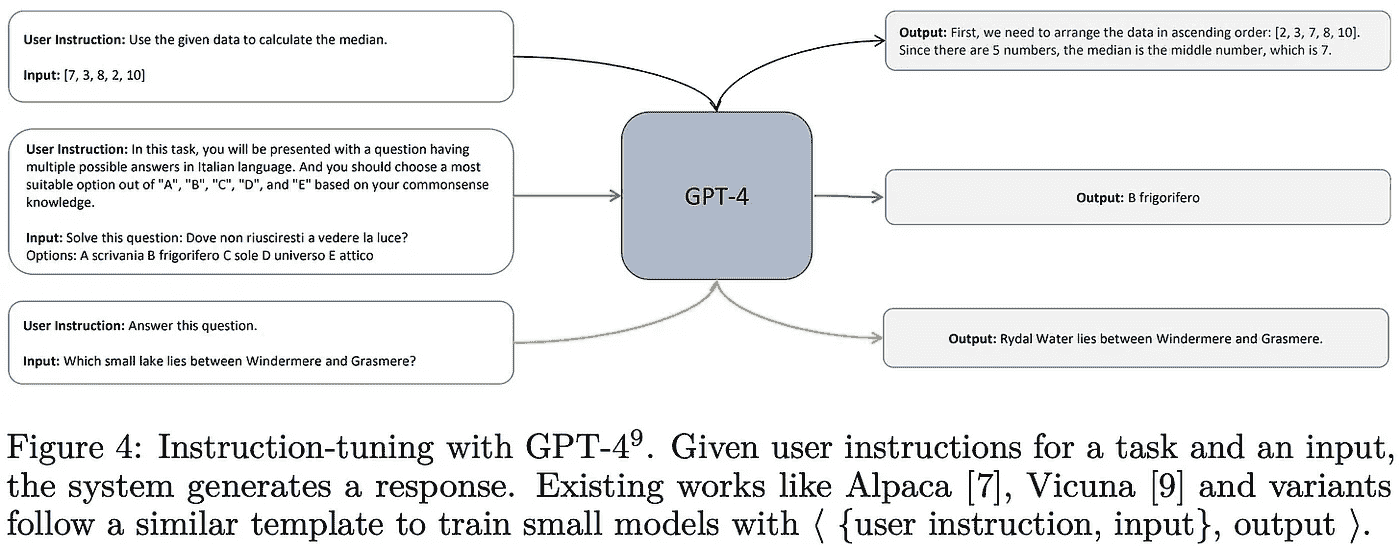 User Instruction: Use the given data to calculate the median.
Input: [7, 3, 8, 2, 10]
Output: First, we need to arrange the data in ascending order: [2, 3, 7, 8, 10].
Since there are 5 numbers, the median is the middle number, which is 7.
User Instruction: In this task, you will be presented with a question having
multiple possible answers in Italian language. And you should choose a most
suitable option out of "A", "B", "C", "D", and "E" based on your commonsense
knowledge.
Input: Solve this question: Dove non riusciresti a vedere la luce?
Options: A scrivania B frigorifero C sole D universo E attico
GPT-4
Output: B frigorifero
User Instruction: Answer this question.
Input: Which small lake lies between Windermere and Grasmere?
Output: Rydal Water lies between Windermere and Grasmere.
Figure 4: Instruction-tuning with GPT-4⁹. Given user instructions for a task and an input,
the system generates a response. Existing works like Alpaca [7], Vicuna [9] and variants
follow a similar template to train small models with ⟨ {user instruction, input}, output ⟩.